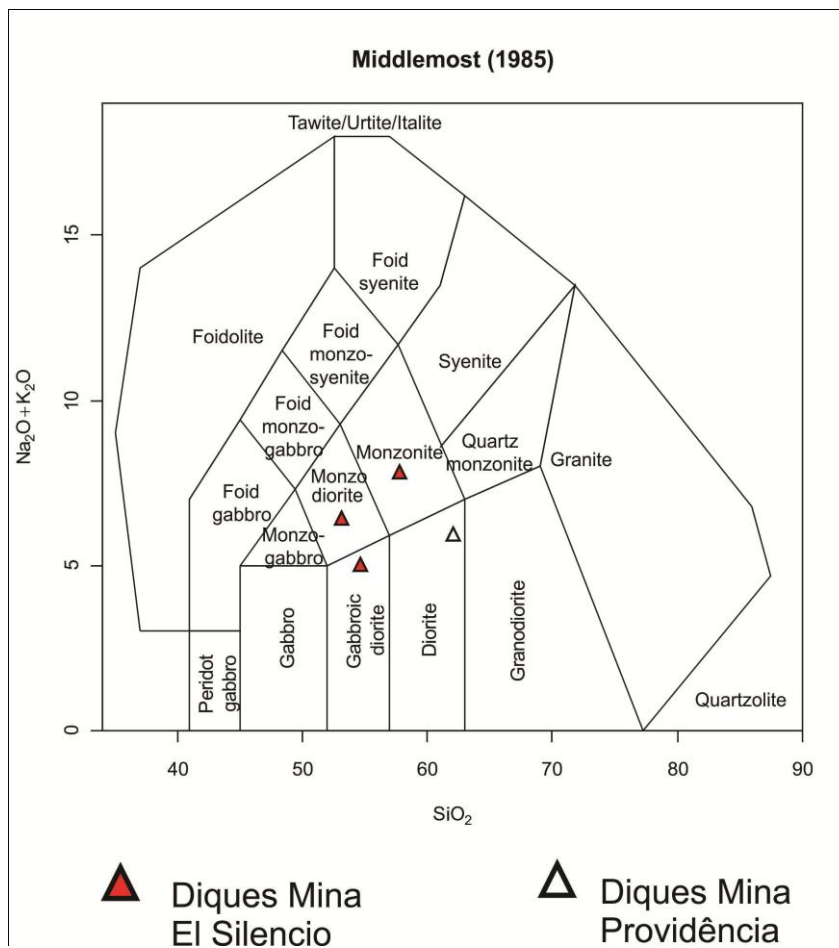 Middlemost (1985)
Tawite/Urtite/Italite
Foid
syenite
Foidolite
Foid
monzo-
syenite
Syenite
Foid
monzo-
gabbro
Monzonite
Quartz
monzonite
Granite
Monzo
diorite
Foid
gabbro
Monzo-
gabbro
Peridot
gabbro
Gabbro
Gabbroic
diorite
Diorite
Granodiorite
Quartzolite
Na₂O+K₂O
0
5
10
15
40
50
60
70
80
90
SiO₂
Diques Mina
El Silencio
Diques Mina
Providência